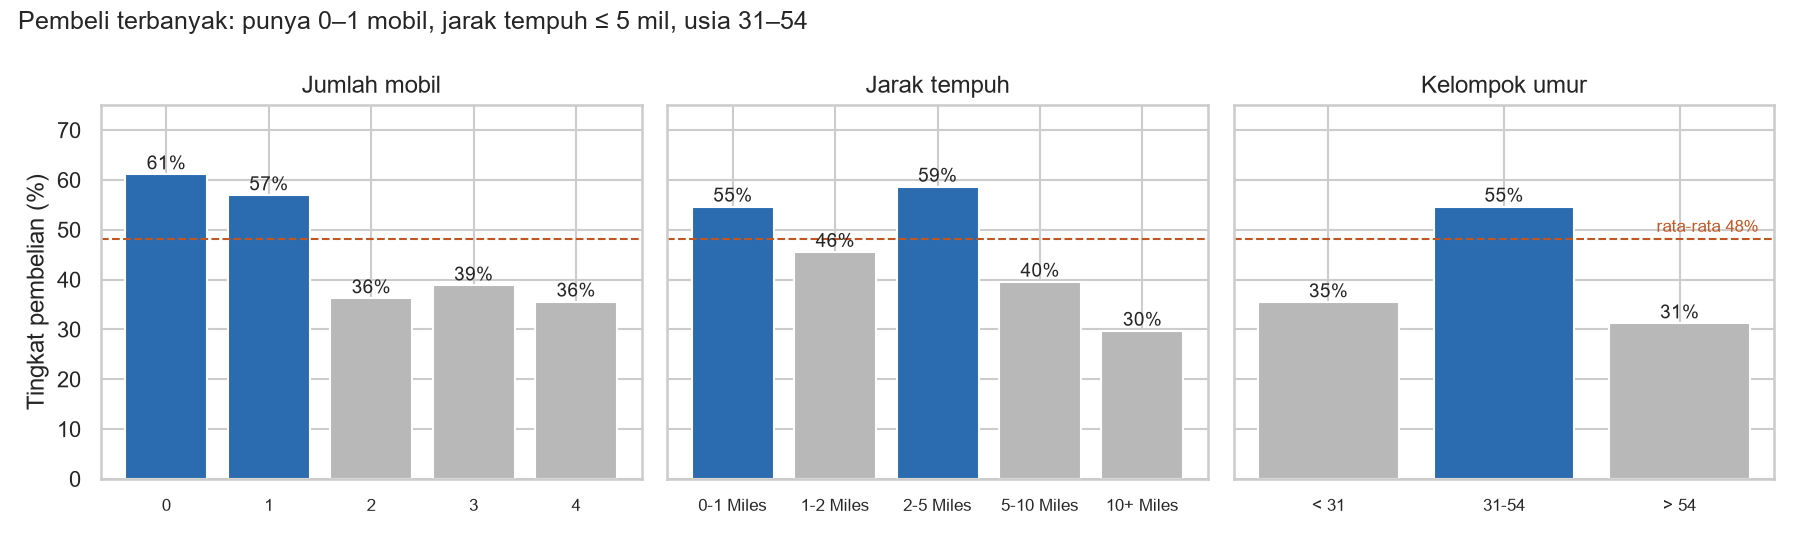 Pembeli terbanyak: punya 0–1 mobil, jarak tempuh ≤ 5 mil, usia 31–54
Jumlah mobil
Tingkat pembelian (%)
70
60
50
40
30
20
10
0
61%
57%
36%
39%
36%
0
1
2
3
4
Jarak tempuh
55%
46%
59%
40%
30%
0-1 Miles
1-2 Miles
2-5 Miles
5-10 Miles
10+ Miles
Kelompok umur
35%
55%
31%
rata-rata 48%
< 31
31-54
> 54